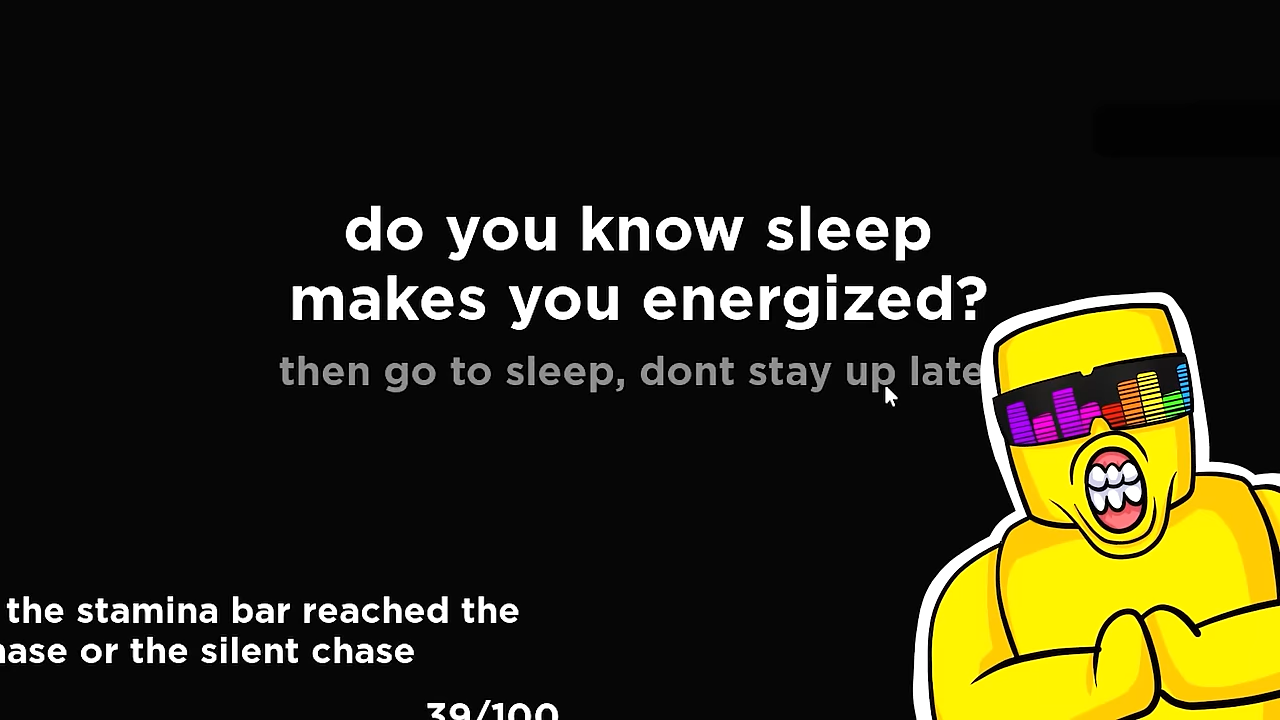 do you know sleep
makes you energized?
then go to sleep, dont stay up late
the stamina bar reached the
or the silent chase
39/100